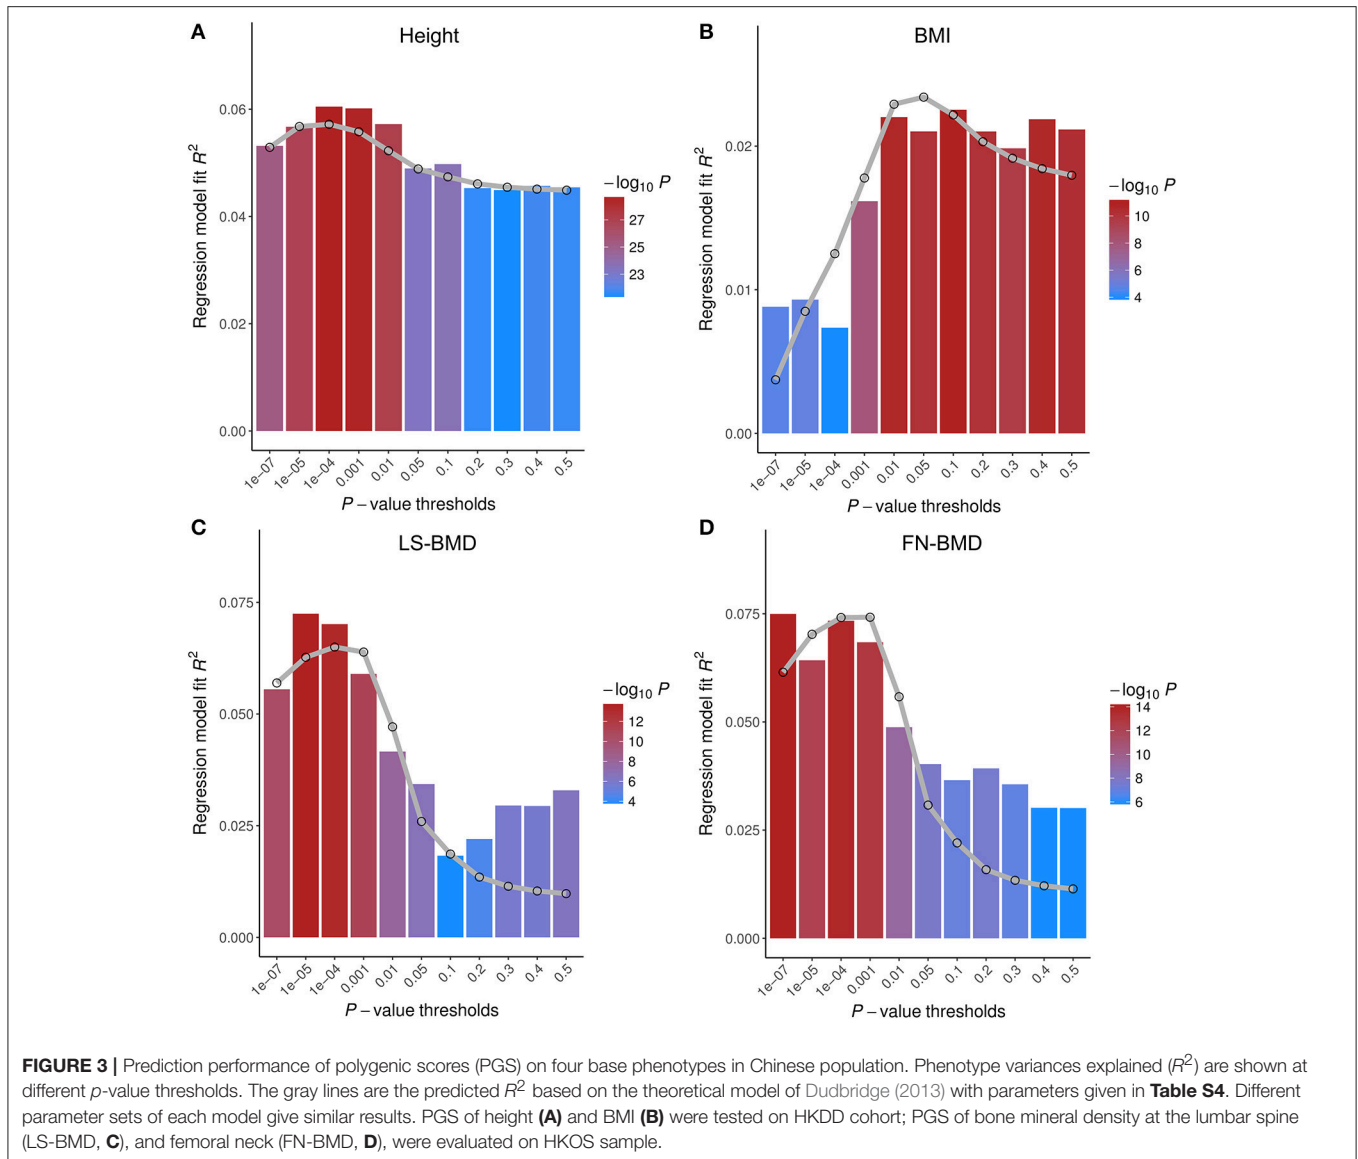 A
Height
Regression model fit R²
0.06
0.04
0.02
0.00
1e−07 1e−05 1e−04 0.001 0.01 0.05 0.1 0.2 0.3 0.4 0.5
P − value thresholds
−log₁₀ P
27
25
23
B
BMI
Regression model fit R²
0.02
0.01
0.00
1e−07 1e−05 1e−04 0.001 0.01 0.05 0.1 0.2 0.3 0.4 0.5
P − value thresholds
−log₁₀ P
10
8
6
4
C
LS-BMD
Regression model fit R²
0.075
0.050
0.025
0.000
1e−07 1e−05 1e−04 0.001 0.01 0.05 0.1 0.2 0.3 0.4 0.5
P − value thresholds
−log₁₀ P
12
10
8
6
4
D
FN-BMD
Regression model fit R²
0.075
0.050
0.025
0.000
1e−07 1e−05 1e−04 0.001 0.01 0.05 0.1 0.2 0.3 0.4 0.5
P − value thresholds
−log₁₀ P
14
12
10
8
6
FIGURE 3 | Prediction performance of polygenic scores (PGS) on four base phenotypes in Chinese population. Phenotype variances explained (R²) are shown at
different p-value thresholds. The gray lines are the predicted R² based on the theoretical model of Dudbridge (2013) with parameters given in Table S4. Different
parameter sets of each model give similar results. PGS of height (A) and BMI (B) were tested on HKDD cohort; PGS of bone mineral density at the lumbar spine
(LS-BMD, C), and femoral neck (FN-BMD, D), were evaluated on HKOS sample.